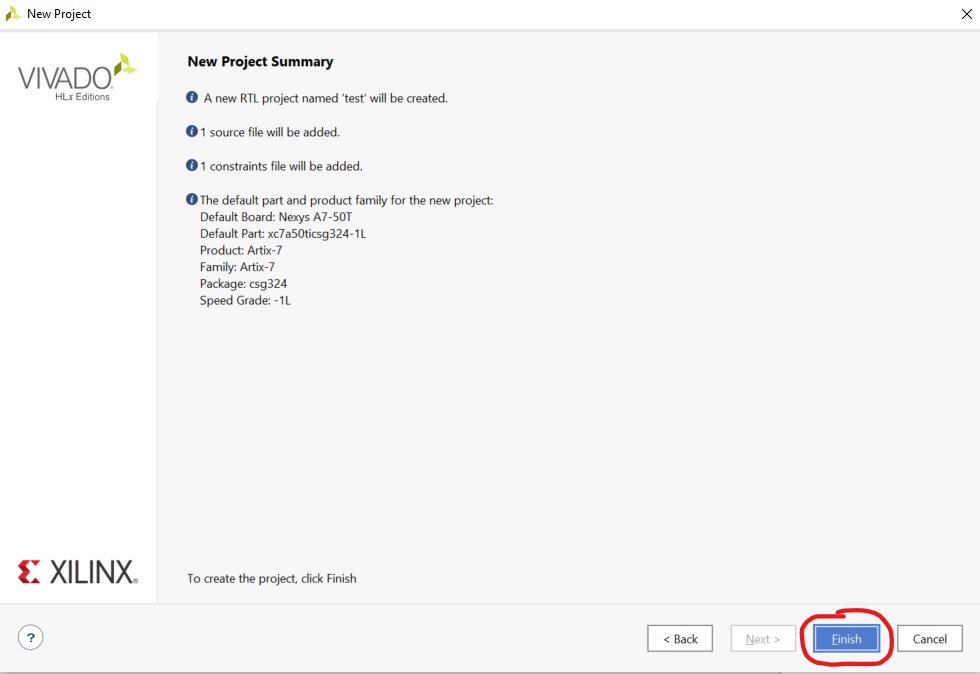 New Project
VIVADO
HLx Editions
New Project Summary
A new RTL project named 'test' will be created.
1 source file will be added.
1 constraints file will be added.
The default part and product family for the new project:
Default Board: Nexys A7-50T
Default Part: xc7a50ticsg324-1L
Product: Artix-7
Family: Artix-7
Package: csg324
Speed Grade: -1L
XILINX®
To create the project, click Finish
?
< Back
Next >
Finish
Cancel